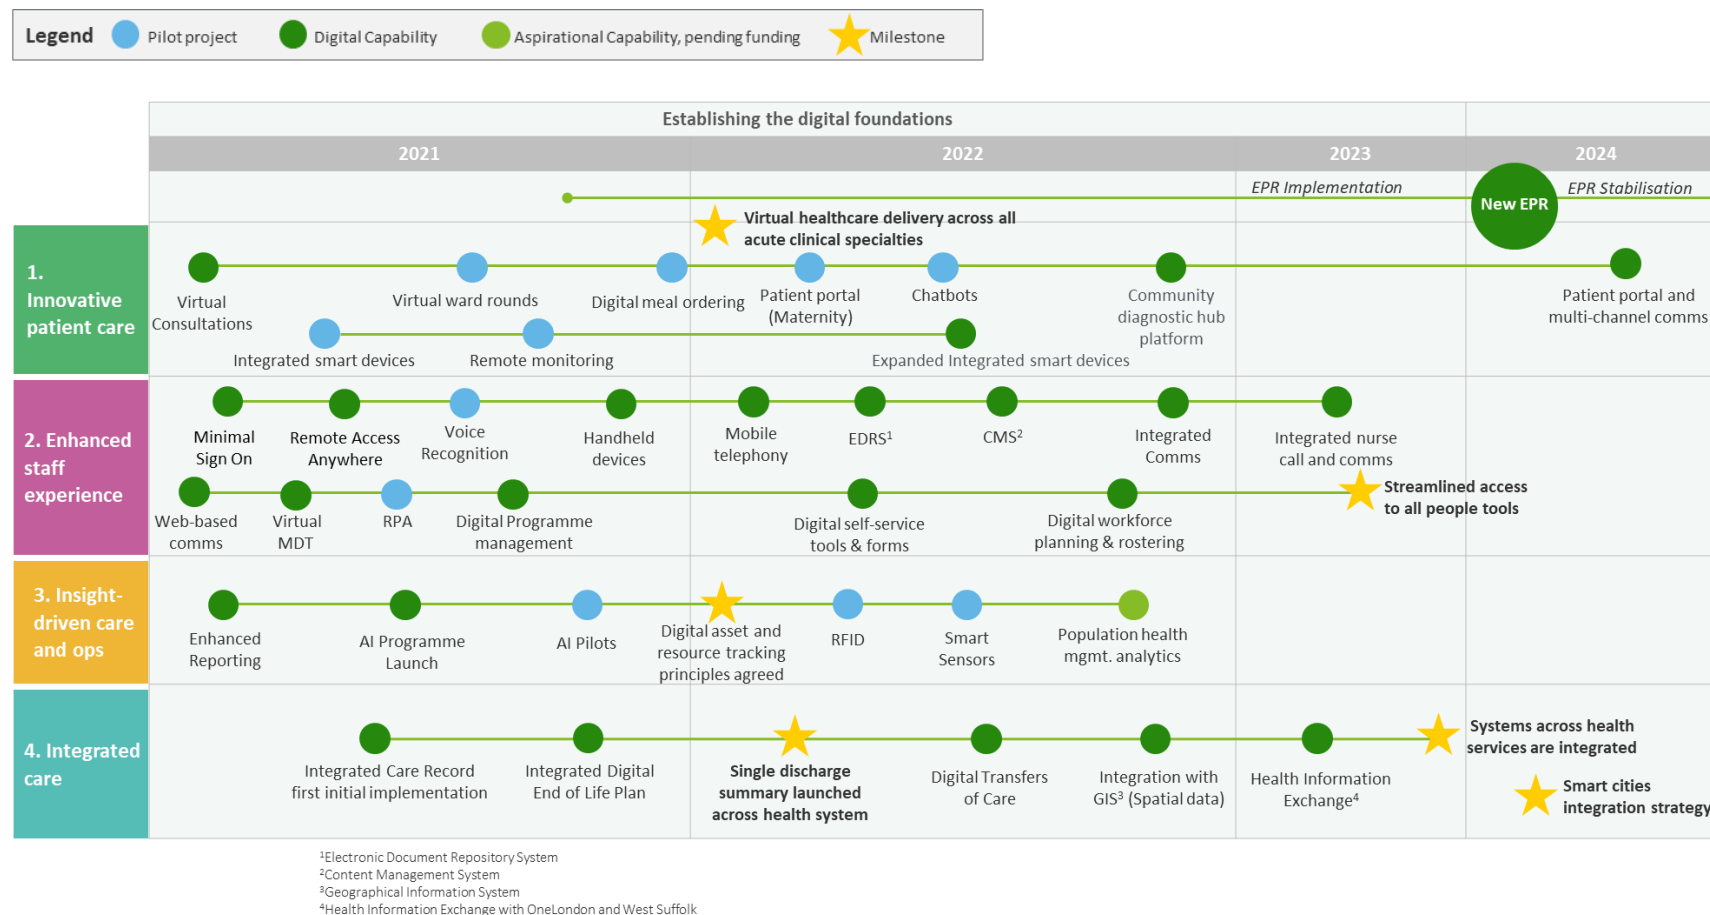 Legend
Pilot project
Digital Capability
Aspirational Capability, pending funding
Milestone
Establishing the digital foundations
2021
2022
2023
2024
EPR Implementation
New EPR
EPR Stabilisation
1.
Innovative
patient care
Virtual healthcare delivery across all
acute clinical specialties
Virtual
Consultations
Virtual ward rounds
Digital meal ordering
Patient portal
(Maternity)
Chatbots
Community
diagnostic hub
platform
Patient portal and
multi-channel comms
Integrated smart devices
Remote monitoring
Expanded Integrated smart devices
2. Enhanced
staff
experience
Minimal
Sign On
Remote Access
Anywhere
Voice
Recognition
Handheld
devices
Mobile
telephony
EDRS¹
CMS²
Integrated
Comms
Integrated nurse
call and comms
Web-based
comms
Virtual
MDT
RPA
Digital Programme
management
Digital self-service
tools & forms
Digital workforce
planning & rostering
Streamlined access
to all people tools
3. Insight-
driven care
and ops
Enhanced
Reporting
AI Programme
Launch
AI Pilots
Digital asset and
resource tracking
principles agreed
RFID
Smart
Sensors
Population health
mgmt. analytics
4. Integrated
care
Integrated Care Record
first initial implementation
Integrated Digital
End of Life Plan
Single discharge
summary launched
across health system
Digital Transfers
of Care
Integration with
GIS³ (Spatial data)
Health Information
Exchange⁴
Systems across health
services are integrated
Smart cities
integration strategy
¹Electronic Document Repository System
²Content Management System
³Geographical Information System
⁴Health Information Exchange with OneLondon and West Suffolk